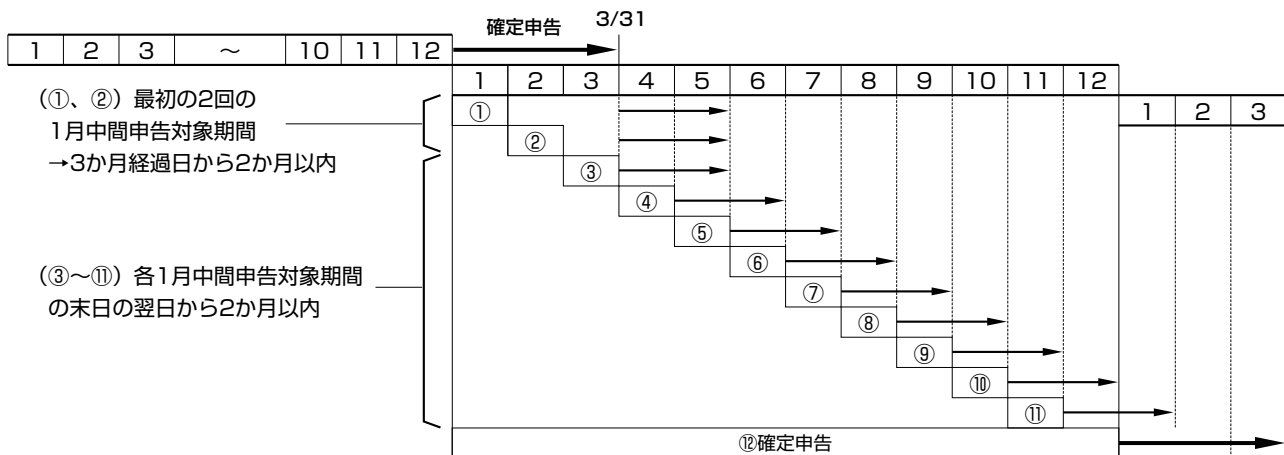 確定申告
3/31
1 2 3 ～ 10 11 12
1 2 3 4 5 6 7 8 9 10 11 12
1 2 3
（①、②）最初の2回の
1月中間申告対象期間
→3か月経過日から2か月以内
①
②
③
④
⑤
⑥
（③～⑪）各1月中間申告対象期間
の末日の翌日から2か月以内
⑦
⑧
⑨
⑩
⑪
⑫確定申告